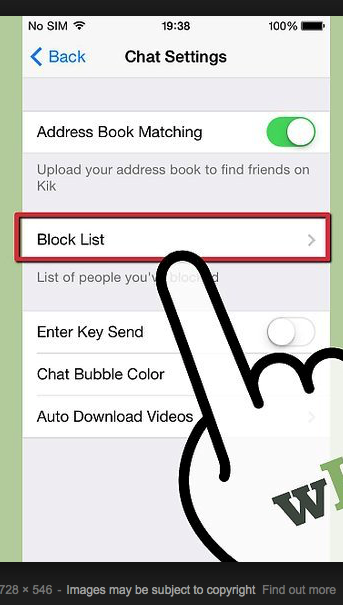 No SIM 19:38 100%
Back Chat Settings
Address Book Matching
Upload your address book to find friends on
Kik
Block List
List of people you've blocked
Enter Key Send
Chat Bubble Color
Auto Download Videos
w
728 × 546 - Images may be subject to copyright Find out more